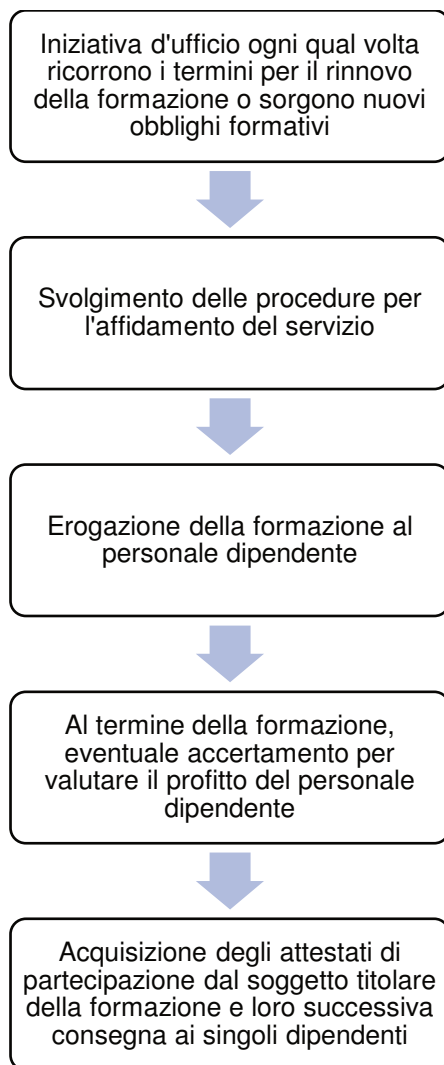 Iniziativa d'ufficio ogni qual volta
ricorrono i termini per il rinnovo
della formazione o sorgono nuovi
obblighi formativi
Svolgimento delle procedure per
l'affidamento del servizio
Erogazione della formazione al
personale dipendente
Al termine della formazione,
eventuale accertamento per
valutare il profitto del personale
dipendente
Acquisizione degli attestati di
partecipazione dal soggetto titolare
della formazione e loro successiva
consegna ai singoli dipendenti